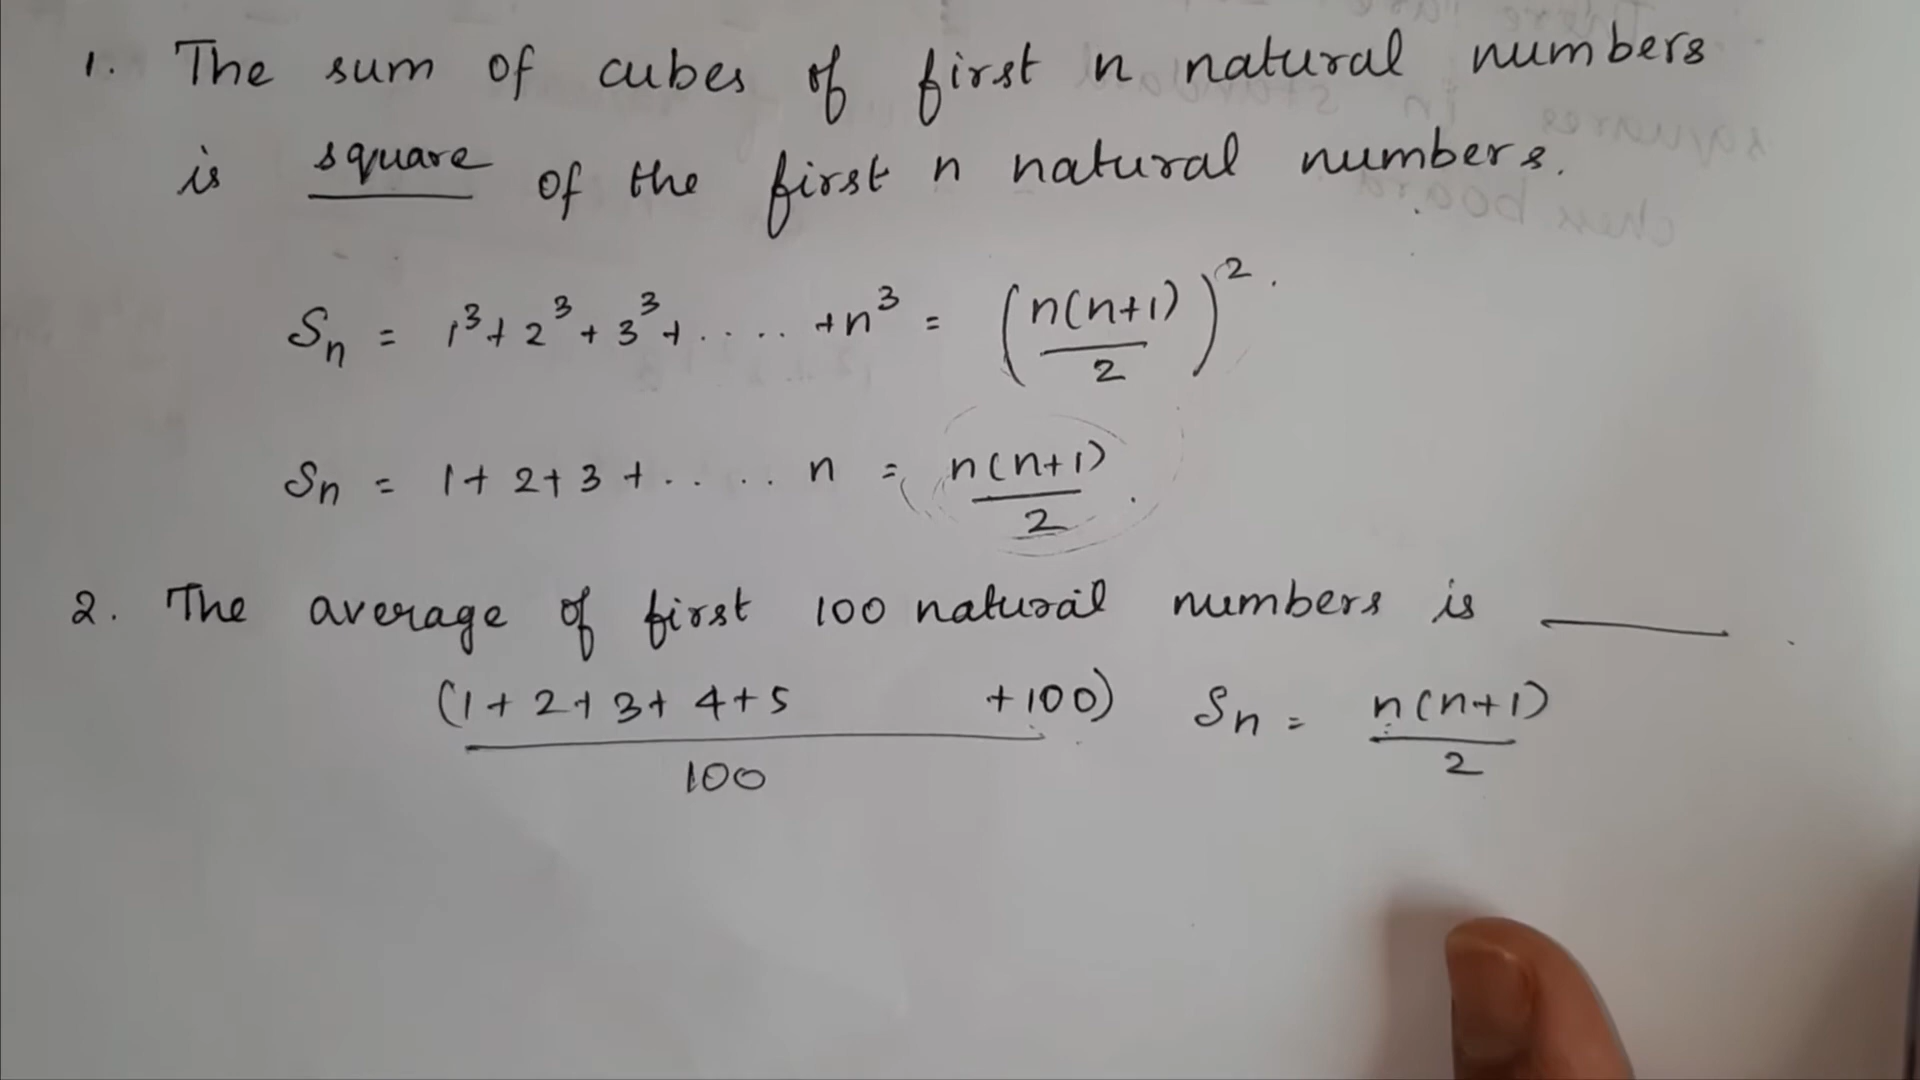 1. The sum of cubes of first n natural numbers
is square of the first n natural numbers.
Sn = 1³ + 2³ + 3³ + ..... + n³ = (n(n+1)/2)².
Sn = 1 + 2 + 3 + ..... n = n(n+1)/2.
2. The average of first 100 natural numbers is ____.
(1 + 2 + 3 + 4 + 5 + 100)/100 Sn = n(n+1)/2